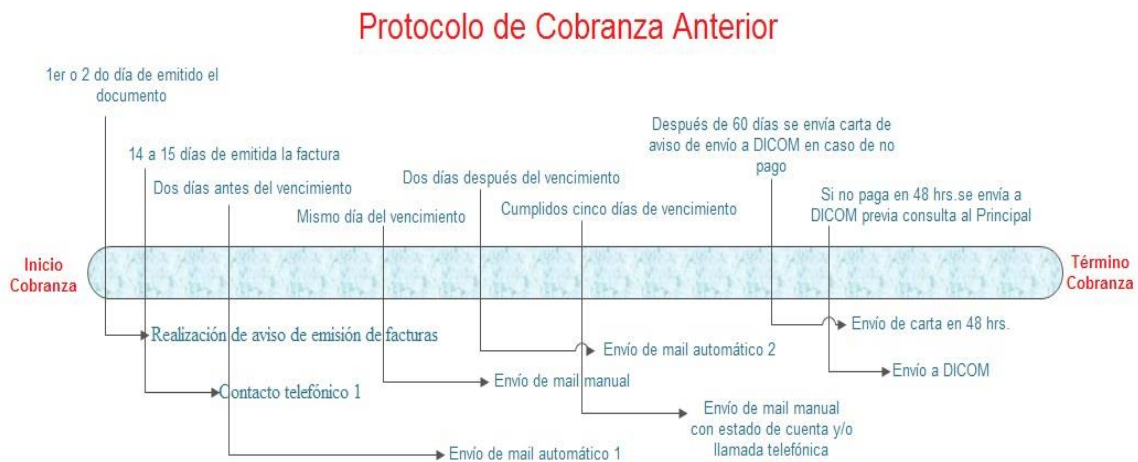 Protocolo de Cobranza Anterior
1er o 2 do día de emitido el
documento
14 a 15 días de emitida la factura
Dos días antes del vencimiento
Mismo día del vencimiento
Dos días después del vencimiento
Cumplidos cinco días de vencimiento
Después de 60 días se envía carta de
aviso de envío a DICOM en caso de no
pago
Si no paga en 48 hrs.se envía a
DICOM previa consulta al Principal
Inicio
Cobranza
Término
Cobranza
Realización de aviso de emisión de facturas
Contacto telefónico 1
Envío de mail automático 1
Envío de mail manual
Envío de mail automático 2
Envío de mail manual
con estado de cuenta y/o
llamada telefónica
Envío de carta en 48 hrs.
Envío a DICOM